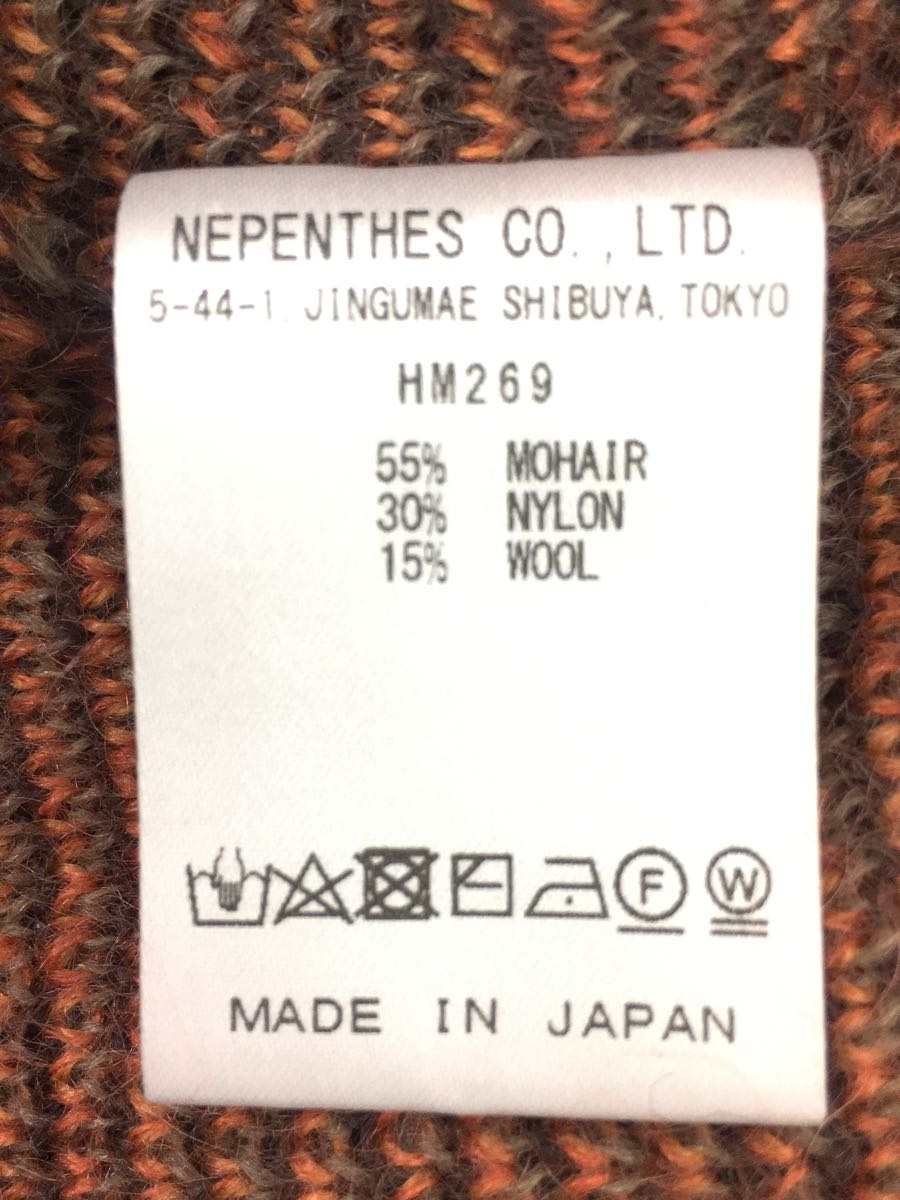 NEPENTHES CO.,LTD.
5-44-1 JINGUMAE SHIBUYA, TOKYO
HM269
55% MOHAIR
30% NYLON
15% WOOL
F W
MADE IN JAPAN